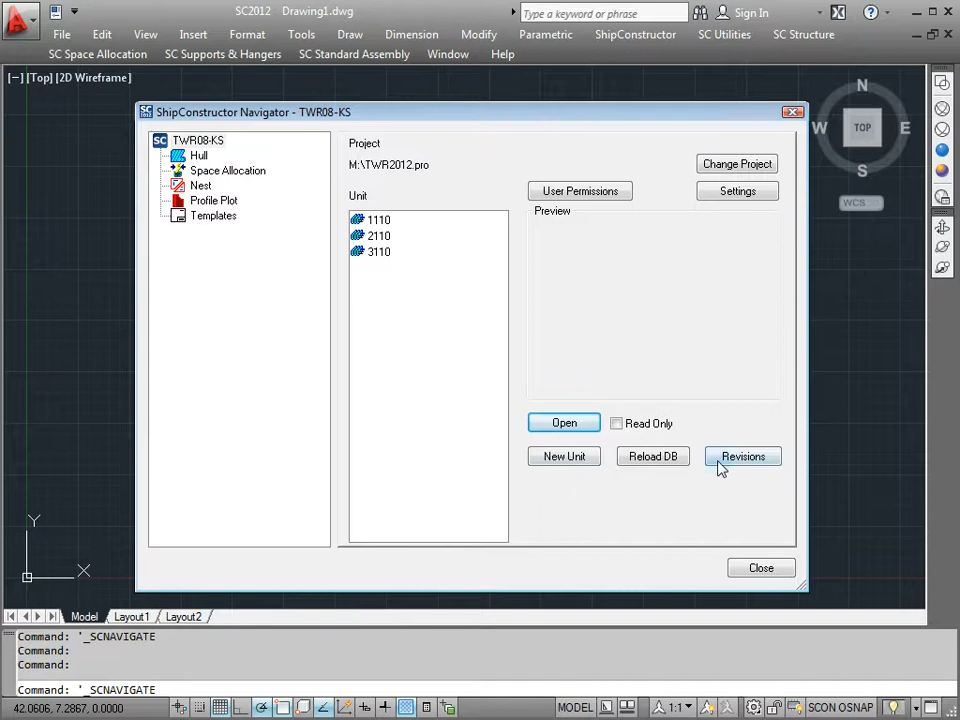 SC2012 Drawing1.dwg
Type a keyword or phrase
Sign In
File Edit View Insert Format Tools Draw Dimension Modify Parametric ShipConstructor SC Utilities SC Structure
SC Space Allocation SC Supports & Hangers SC Standard Assembly Window Help
[−] [Top] [2D Wireframe]
SC ShipConstructor Navigator - TWR08-KS
SC TWR08-KS
Hull
Space Allocation
Nest
Profile Plot
Templates
Project
M:\TWR2012.pro
Change Project
Unit
User Permissions
Settings
Preview
1110
2110
3110
Open
Read Only
New Unit
Reload DB
Revisions
Close
N
W TOP E
S
WCS
Y
X
Model Layout1 Layout2
Command: '_SCNAVIGATE
Command:
Command:
Command: '_SCNAVIGATE
42.0606, 7.2867, 0.0000
MODEL
1:1
SCON OSNAP